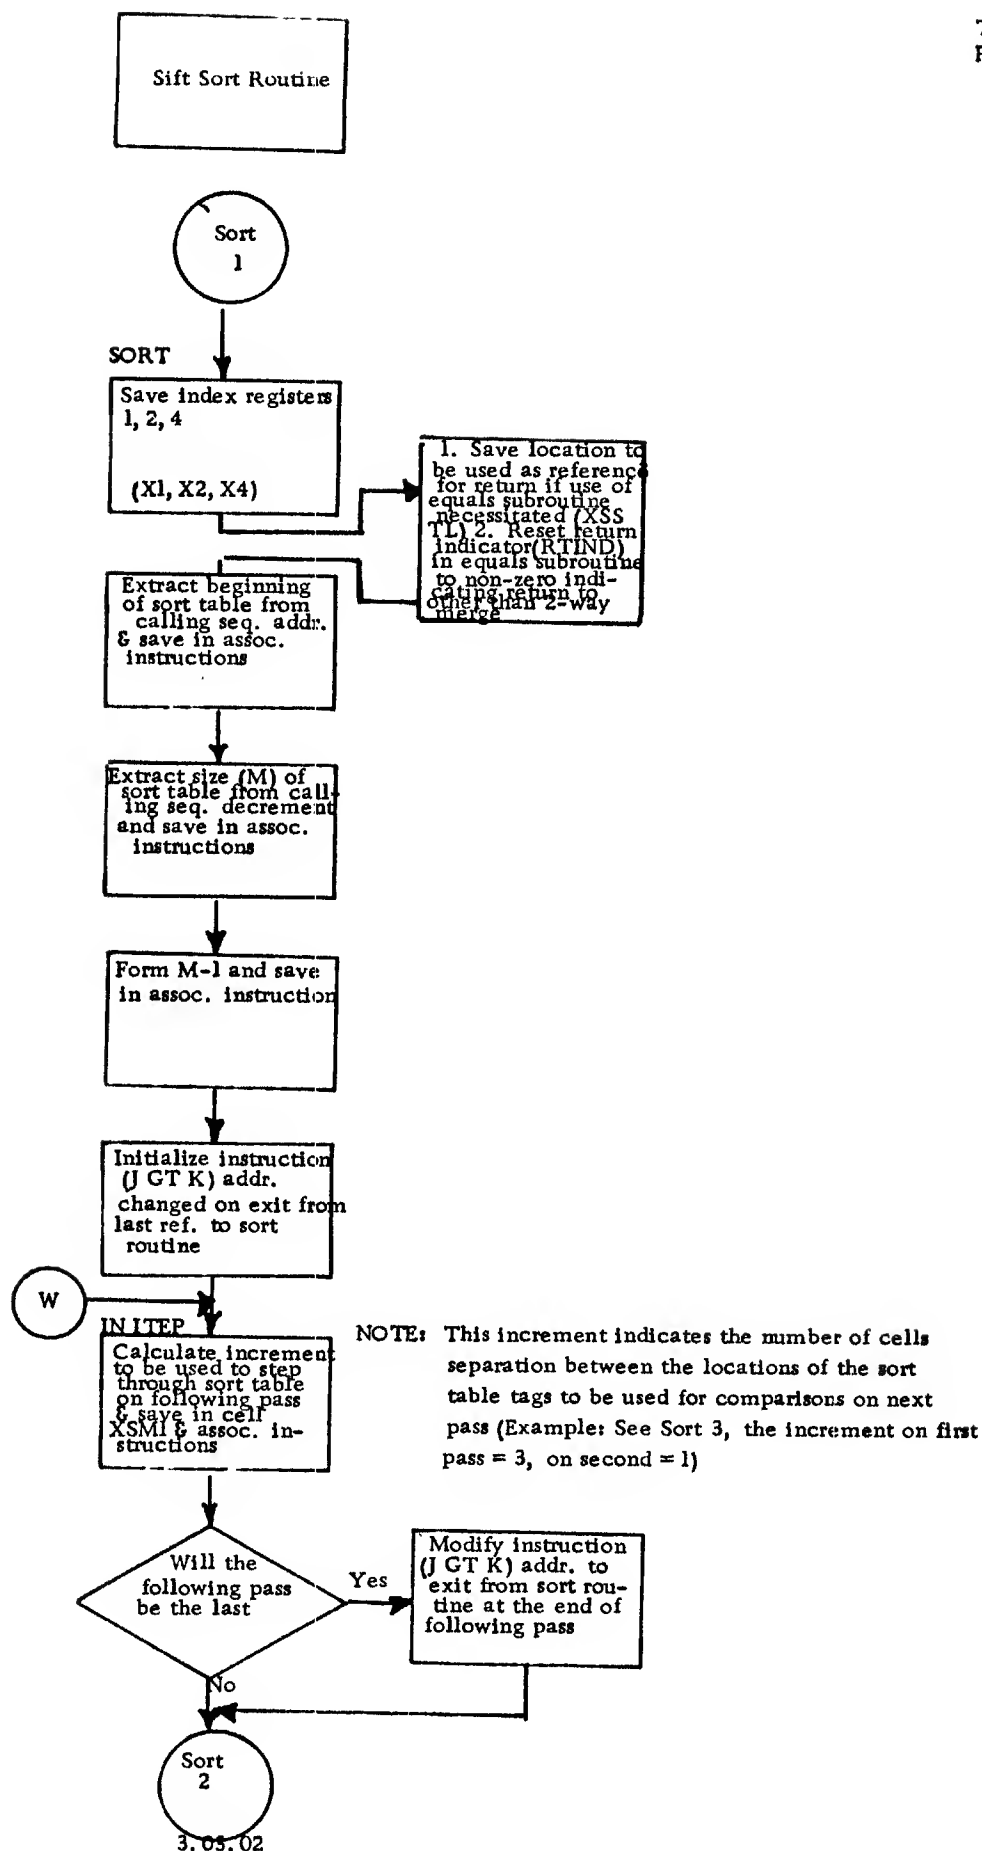 Sift Sort Routine
Sort
1
SORT
Save index registers
1, 2, 4
(X1, X2, X4)
1. Save location to
be used as reference
for return if use of
equals subroutine
necessitated (XSS
TL) 2. Reset return
indicator(RTIND)
in equals subroutine
to non-zero indi-
cating return to
other than 2-way
merge
Extract beginning
of sort table from
calling seq. addr.
& save in assoc.
instructions
Extract size (M) of
sort table from call-
ing seq. decrement
and save in assoc.
instructions
Form M-1 and save
in assoc. instruction
Initialize instruction
(J GT K) addr.
changed on exit from
last ref. to sort
routine
W
IN ITEP
Calculate increment
to be used to step
through sort table
on following pass
& save in cell
XSMI & assoc. in-
structions
NOTE: This increment indicates the number of cells
separation between the locations of the sort
table tags to be used for comparisons on next
pass (Example: See Sort 3, the increment on first
pass = 3, on second = 1)
Will the
following pass
be the last
Yes
Modify instruction
(J GT K) addr. to
exit from sort rou-
tine at the end of
following pass
No
Sort
2
3.03.02